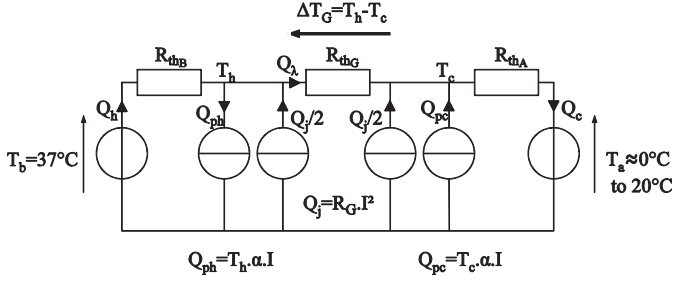 ΔT_G=T_h-T_c
R_thB
T_h
Q_λ
R_thG
T_c
R_thA
Q_h
Q_ph
Q_j/2
Q_j/2
Q_pc
Q_c
T_b=37°C
T_a≈0°C
to 20°C
Q_j=R_G.I²
Q_ph=T_h.α.I
Q_pc=T_c.α.I